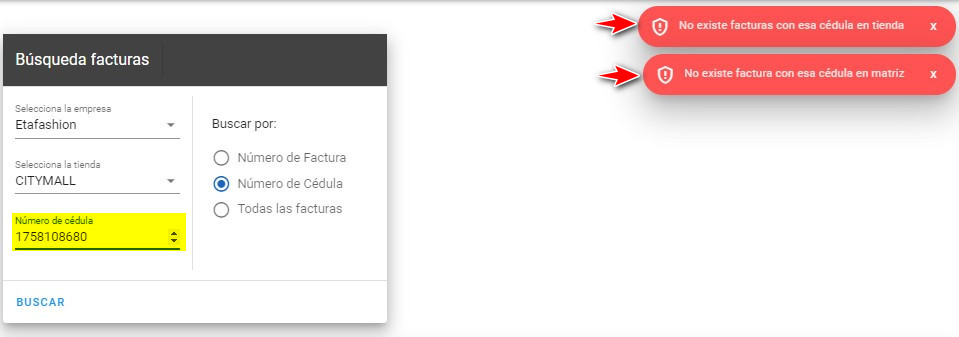 No existe facturas con esa cédula en tienda x
No existe factura con esa cédula en matriz x
Búsqueda facturas
Selecciona la empresa
Etafashion
Selecciona la tienda
CITYMALL
Número de cédula
1758108680
Buscar por:
Número de Factura
Número de Cédula
Todas las facturas
BUSCAR